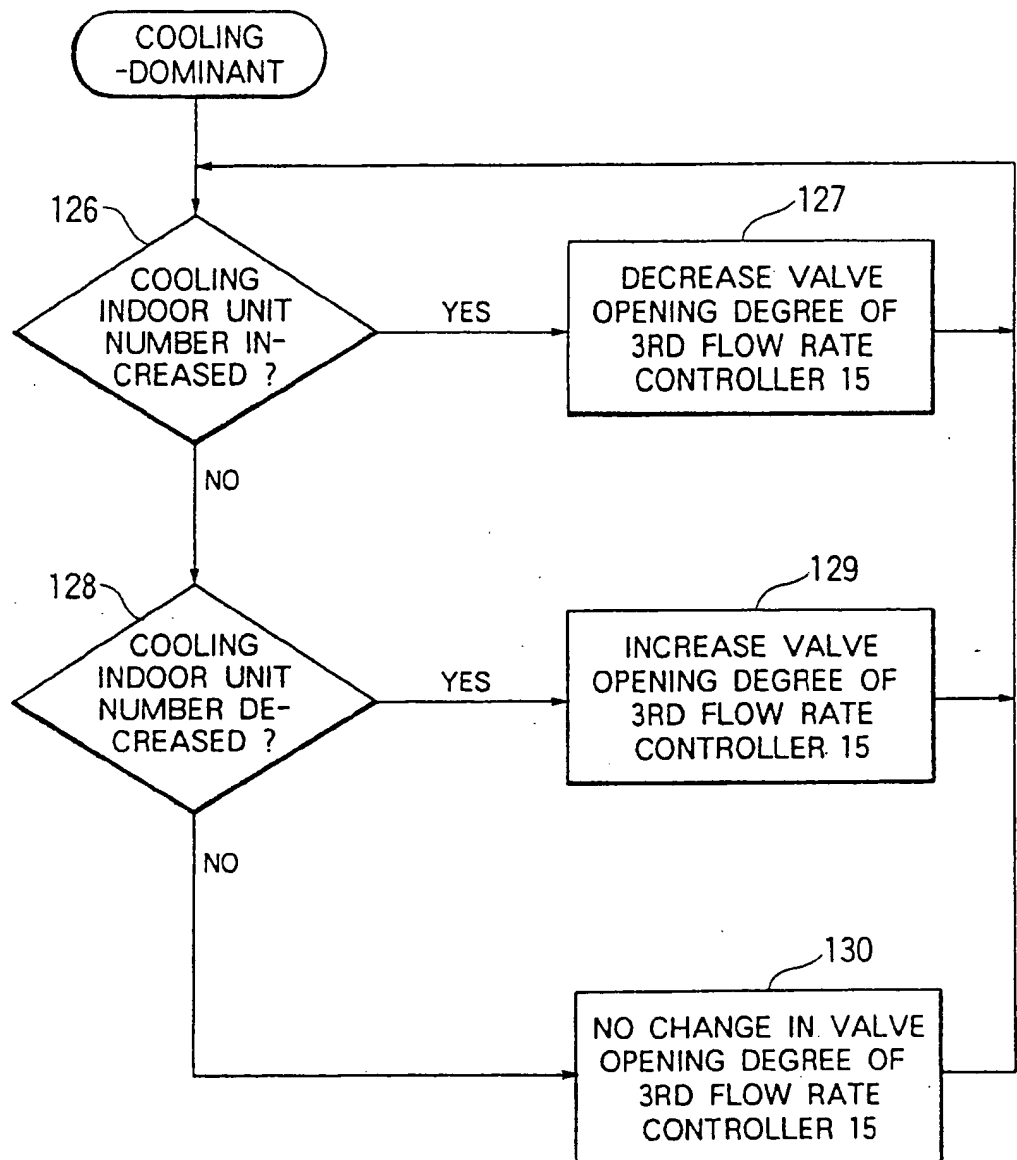 COOLING
-DOMINANT
126
COOLING
INDOOR UNIT
NUMBER IN-
CREASED ?
YES
127
DECREASE VALVE
OPENING DEGREE OF
3RD FLOW RATE
CONTROLLER 15
NO
128
COOLING
INDOOR UNIT
NUMBER DE-
CREASED ?
YES
129
INCREASE VALVE
OPENING DEGREE OF
3RD FLOW RATE
CONTROLLER 15
NO
130
NO CHANGE IN VALVE
OPENING DEGREE OF
3RD FLOW RATE
CONTROLLER 15